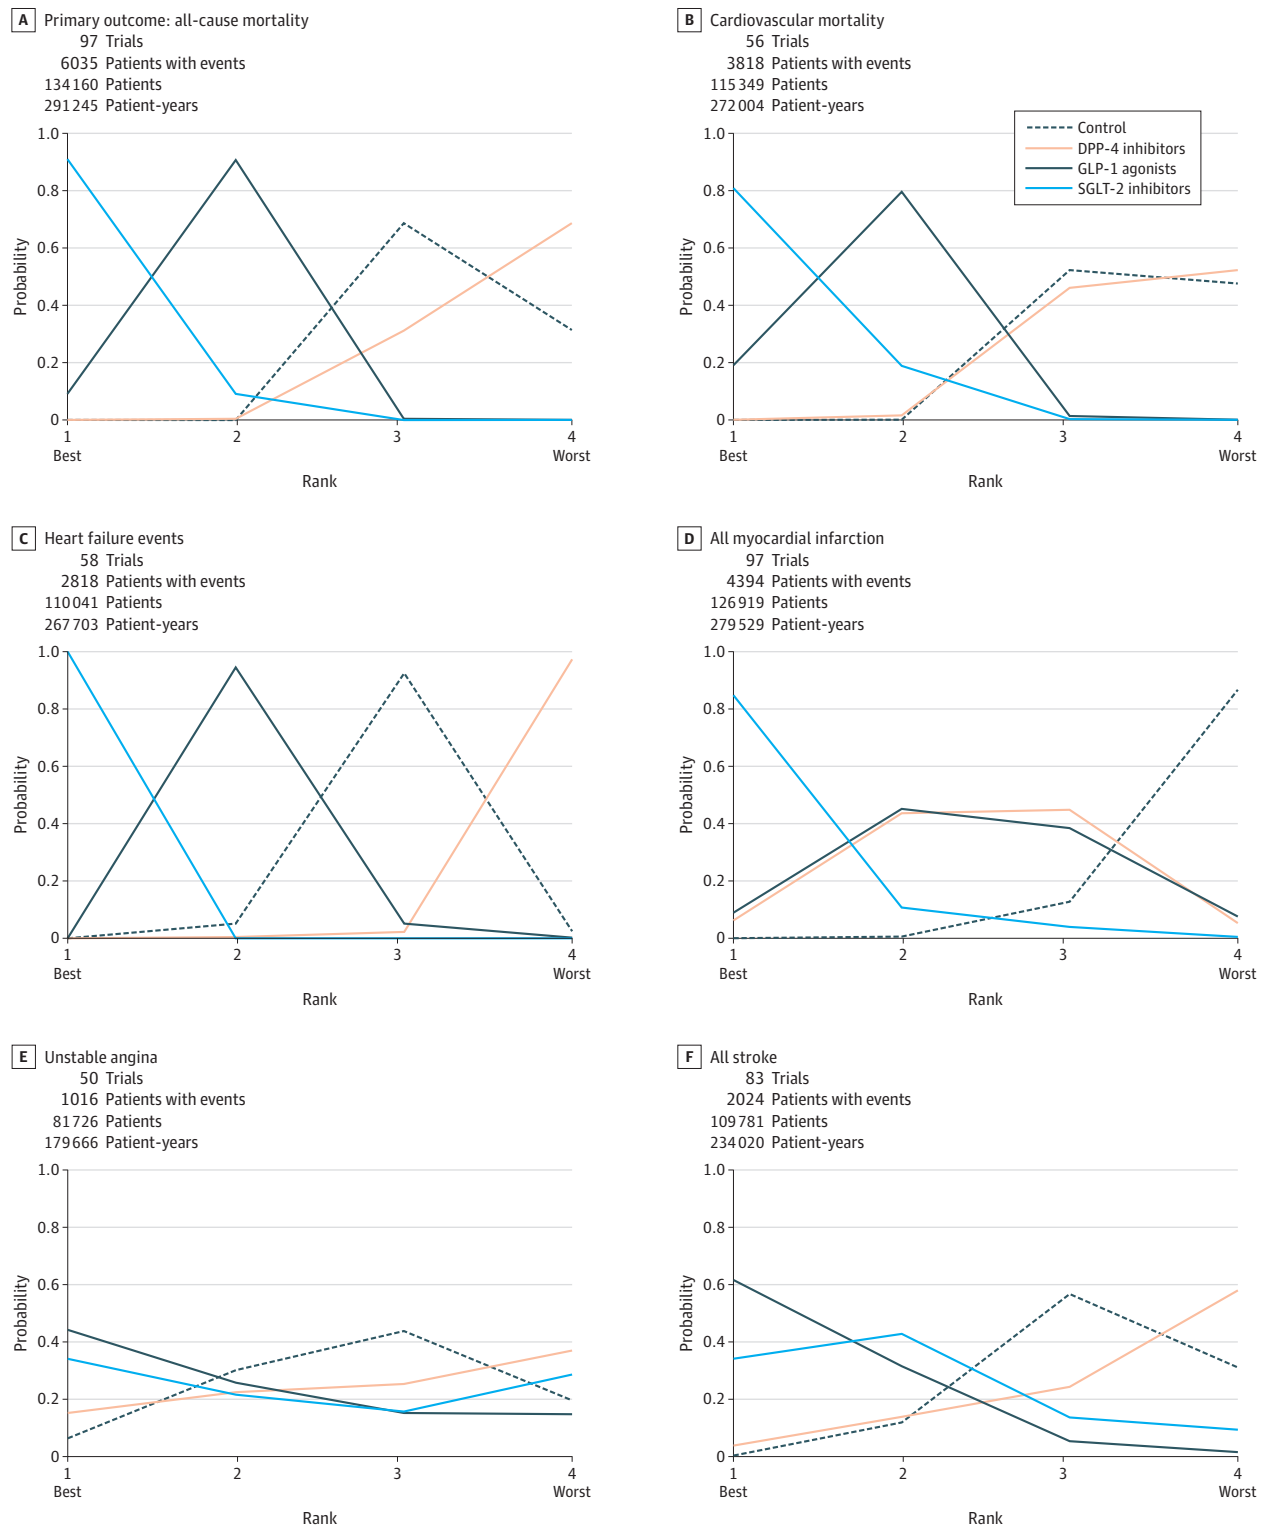 A Primary outcome: all-cause mortality
97 Trials
6035 Patients with events
134160 Patients
291245 Patient-years
1.0
0.8
0.6
0.4
0.2
0
Probability
1 2 3 4
Best Worst
Rank
B Cardiovascular mortality
56 Trials
3818 Patients with events
115349 Patients
272004 Patient-years
Control
DPP-4 inhibitors
GLP-1 agonists
SGLT-2 inhibitors
1.0
0.8
0.6
0.4
0.2
0
Probability
1 2 3 4
Best Worst
Rank
C Heart failure events
58 Trials
2818 Patients with events
110041 Patients
267703 Patient-years
1.0
0.8
0.6
0.4
0.2
0
Probability
1 2 3 4
Best Worst
Rank
D All myocardial infarction
97 Trials
4394 Patients with events
126919 Patients
279529 Patient-years
1.0
0.8
0.6
0.4
0.2
0
Probability
1 2 3 4
Best Worst
Rank
E Unstable angina
50 Trials
1016 Patients with events
81726 Patients
179666 Patient-years
1.0
0.8
0.6
0.4
0.2
0
Probability
1 2 3 4
Best Worst
Rank
F All stroke
83 Trials
2024 Patients with events
109781 Patients
234020 Patient-years
1.0
0.8
0.6
0.4
0.2
0
Probability
1 2 3 4
Best Worst
Rank